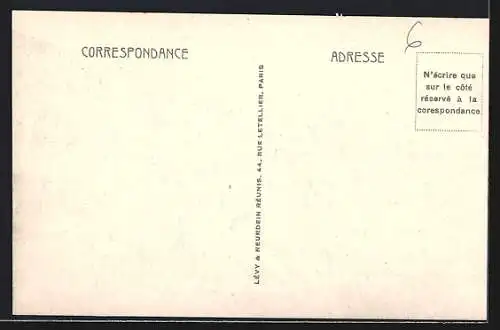 CORRESPONDANCE
ADRESSE
6
N'écrire que
sur le côté
réservé à la
corespondance
LÉVY & NEURDEIN RÉUNIS, 44, RUE LETELLIER, PARIS